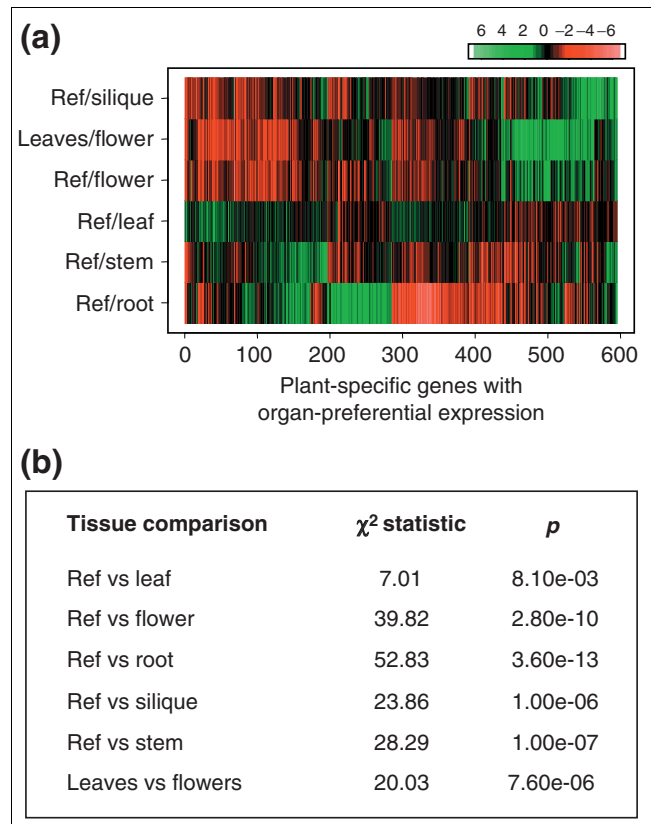 (a)
6 4 2 0 −2 −4 −6
Ref/silique
Leaves/flower
Ref/flower
Ref/leaf
Ref/stem
Ref/root
0 100 200 300 400 500 600
Plant-specific genes with
organ-preferential expression
(b)
Tissue comparison χ² statistic p
Ref vs leaf 7.01 8.10e-03
Ref vs flower 39.82 2.80e-10
Ref vs root 52.83 3.60e-13
Ref vs silique 23.86 1.00e-06
Ref vs stem 28.29 1.00e-07
Leaves vs flowers 20.03 7.60e-06